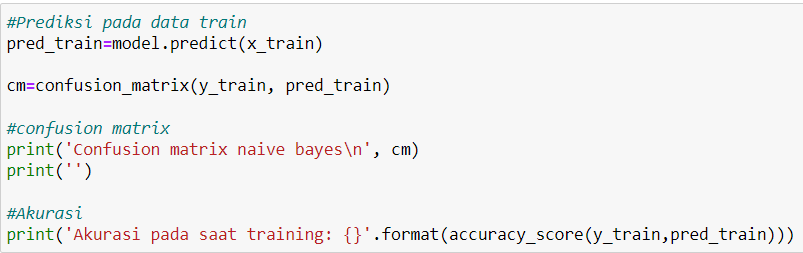 #Prediksi pada data train
pred_train=model.predict(x_train)
cm=confusion_matrix(y_train, pred_train)
#confusion matrix
print('Confusion matrix naive bayes\n', cm)
print('')
#Akurasi
print('Akurasi pada saat training: {}'.format(accuracy_score(y_train,pred_train)))